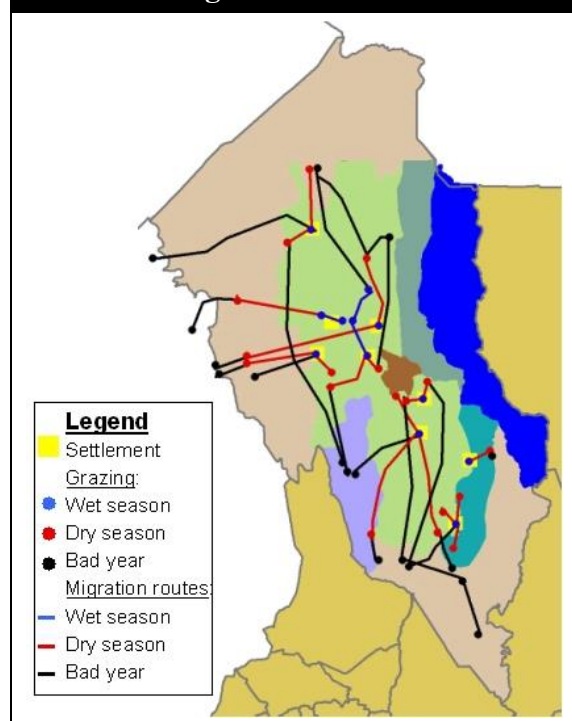 Legend
Settlement
Grazing:
Wet season
Dry season
Bad year
Migration routes:
Wet season
Dry season
Bad year